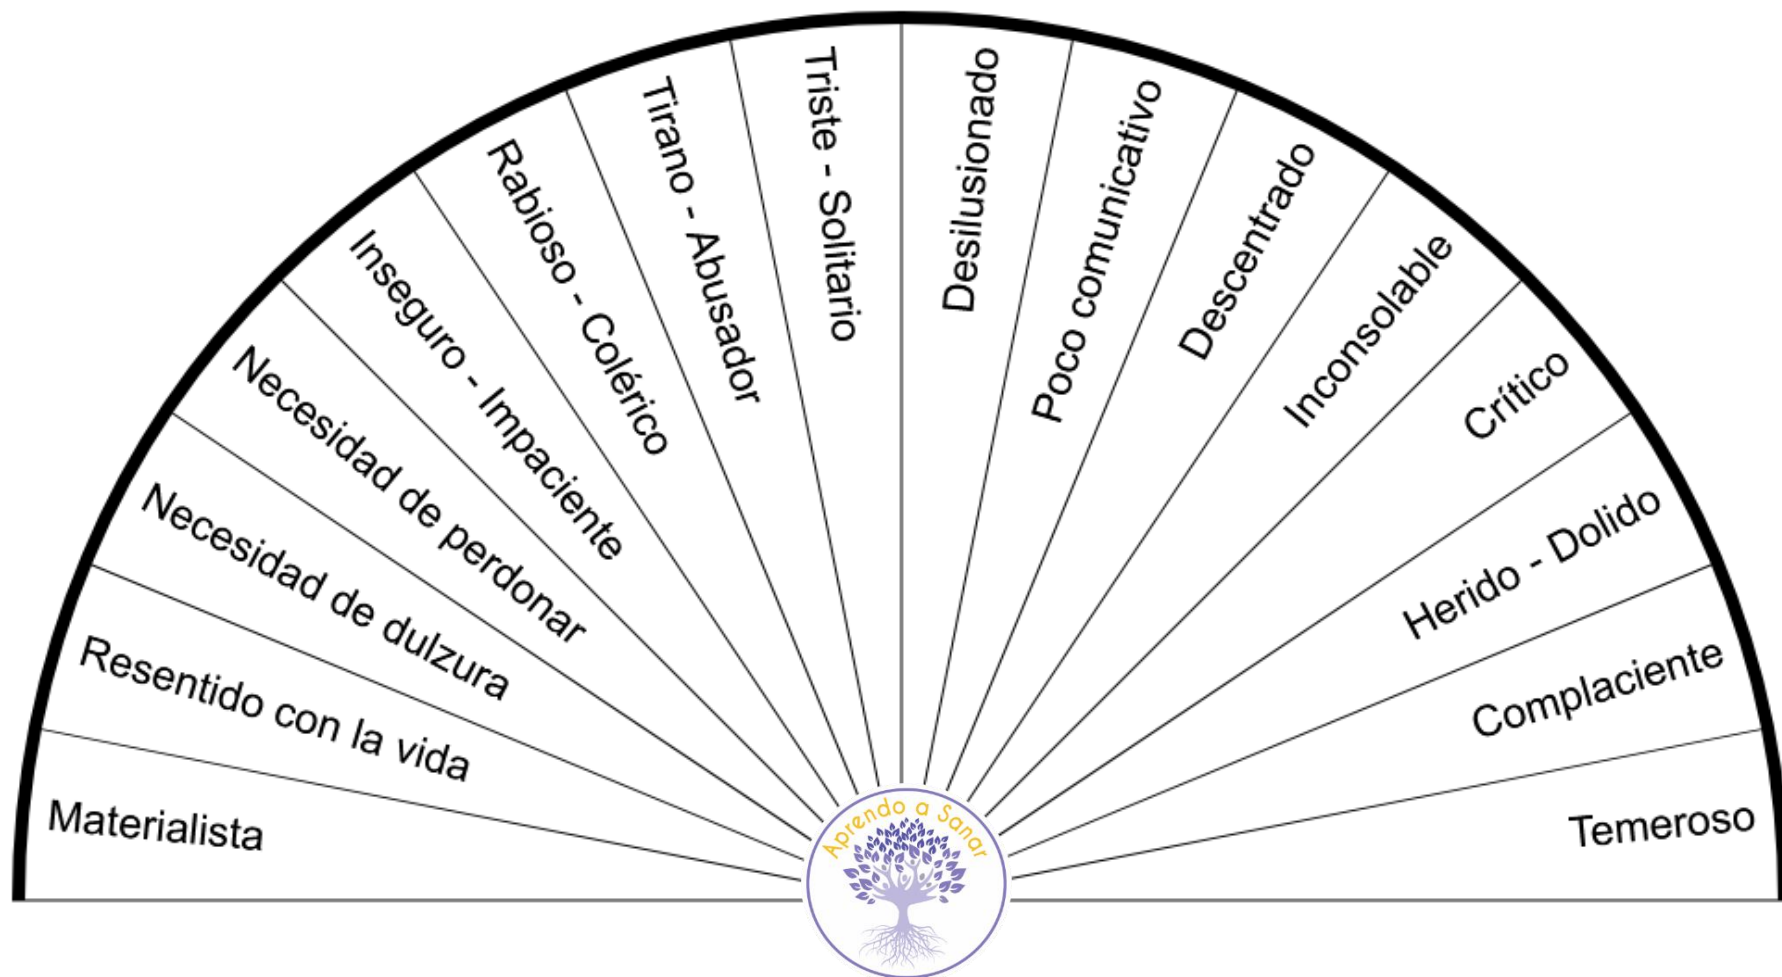 Materialista
Resentido con la vida
Necesidad de dulzura
Necesidad de perdonar
Inseguro - Impaciente
Rabioso - Colérico
Tirano - Abusador
Triste - Solitario
Desilusionado
Poco comunicativo
Descentrado
Inconsolable
Crítico
Herido - Dolido
Complaciente
Temeroso
Aprendo a Sanar